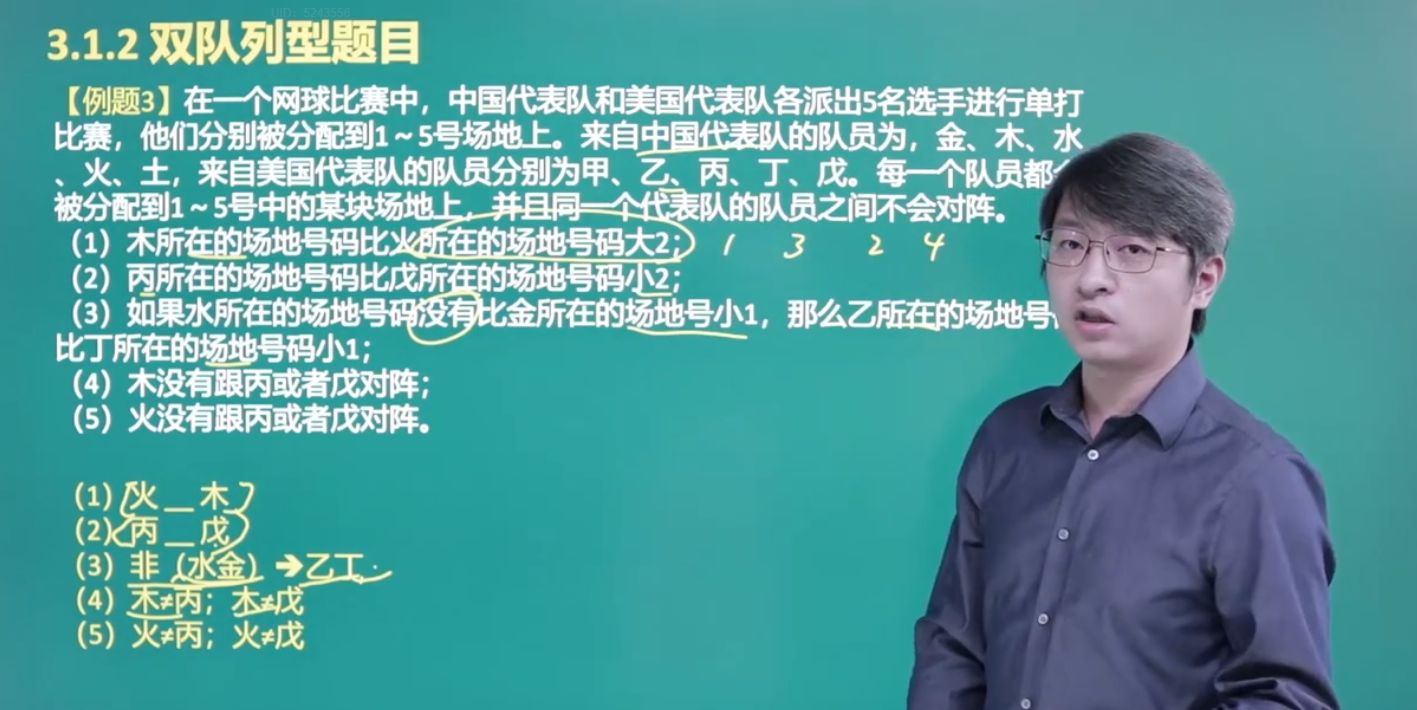 UID: 5243556
3.1.2 双队列型题目
【例题3】在一个网球比赛中，中国代表队和美国代表队各派出5名选手进行单打
比赛，他们分别被分配到1～5号场地上。来自中国代表队的队员为，金、木、水
、火、土，来自美国代表队的队员分别为甲、乙、丙、丁、戊。每一个队员都
被分配到1～5号中的某块场地上，并且同一个代表队的队员之间不会对阵。
（1）木所在的场地号码比火所在的场地号码大2； 1 3 2 4
（2）丙所在的场地号码比戊所在的场地号码小2；
（3）如果水所在的场地号码没有比金所在的场地号小1，那么乙所在的场地号
比丁所在的场地号码小1；
（4）木没有跟丙或者戊对阵；
（5）火没有跟丙或者戊对阵。
（1）火＿木
（2）丙＿戊
（3）非（水金）➔乙丁
（4）木≠丙；木≠戊
（5）火≠丙；火≠戊